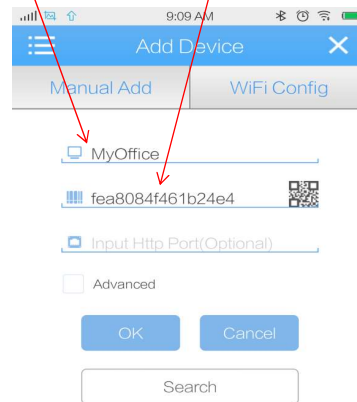 9:09 AM
Add Device
Manual Add
WiFi Config
MyOffice
fea8084f461b24e4
Input Http Port(Optional)
Advanced
OK
Cancel
Search